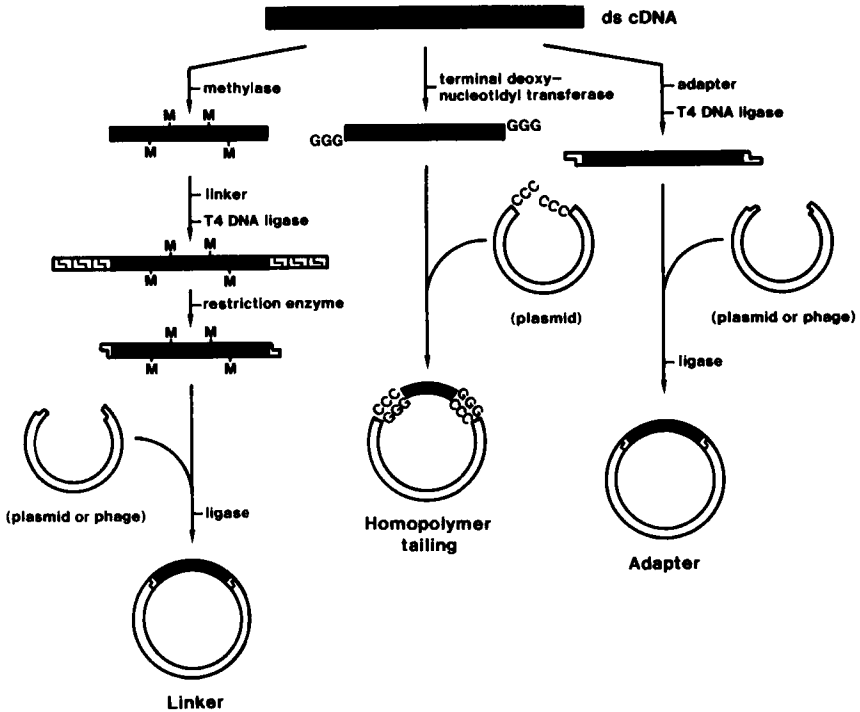 ds cDNA
methylase
M M
M M
linker
T4 DNA ligase
M M
M M
restriction enzyme
M M
M M
(plasmid or phage)
ligase
Linker
terminal deoxy-
nucleotidyl transferase
GGG
GGG
CCC CCC
(plasmid)
CCC GGG
GGG CCC
Homopolymer
tailing
adapter
T4 DNA ligase
(plasmid or phage)
ligase
Adapter